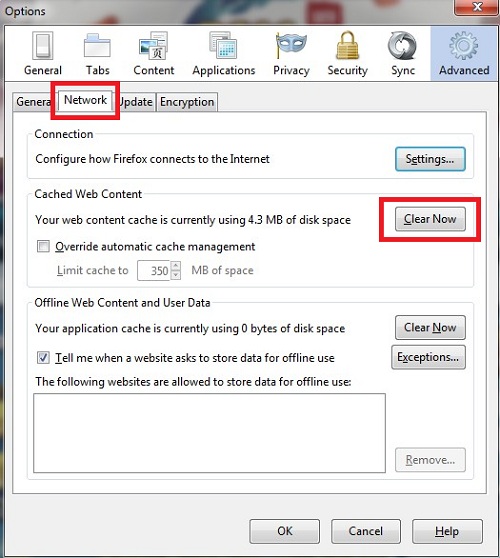 Options
General Tabs Content Applications Privacy Security Sync Advanced
General Network Update Encryption
Connection
Configure how Firefox connects to the Internet Settings...
Cached Web Content
Your web content cache is currently using 4.3 MB of disk space Clear Now
Override automatic cache management
Limit cache to 350 MB of space
Offline Web Content and User Data
Your application cache is currently using 0 bytes of disk space Clear Now
Tell me when a website asks to store data for offline use Exceptions...
The following websites are allowed to store data for offline use:
Remove...
OK Cancel Help